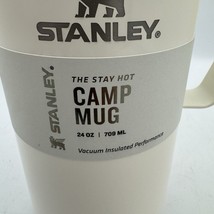 STANLEY®
STANLEY®
THE STAY HOT
CAMP
MUG
24 OZ | 709 ML
Vacuum Insulated Performance